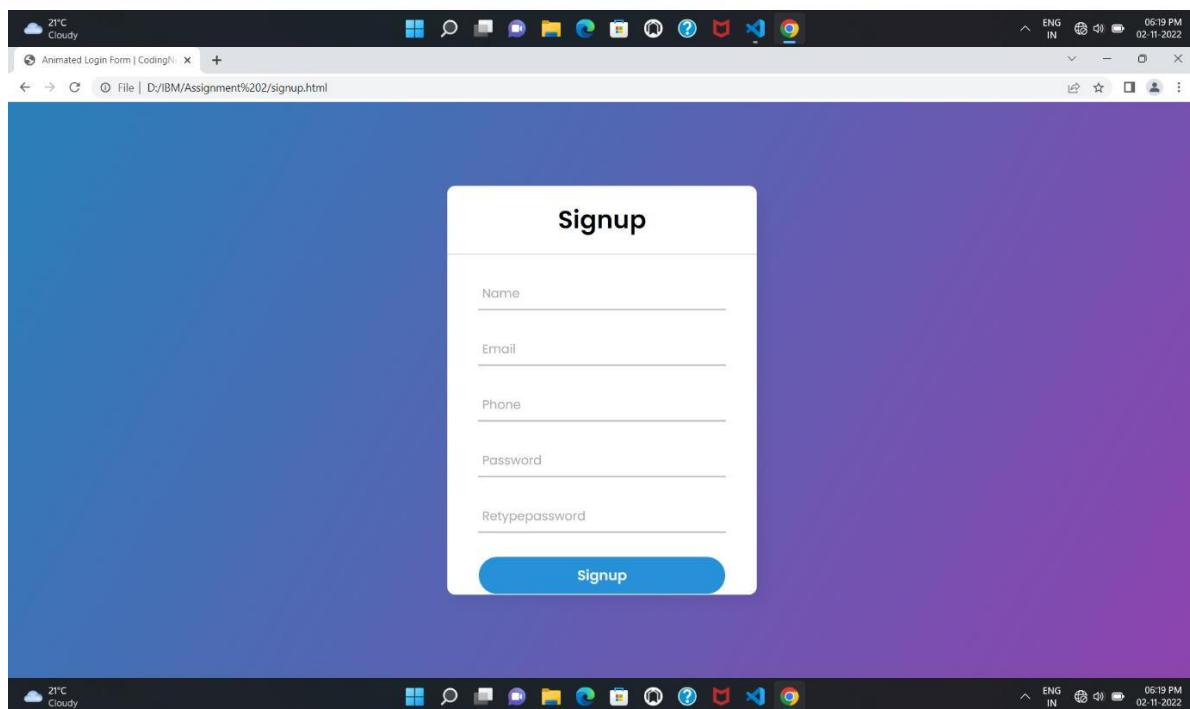 21°C
Cloudy
ENG
IN
06:19 PM
02-11-2022
Animated Login Form | CodingN
File | D:/IBM/Assignment%202/signup.html
Signup
Name
Email
Phone
Password
Retypepassword
Signup
21°C
Cloudy
ENG
IN
06:19 PM
02-11-2022